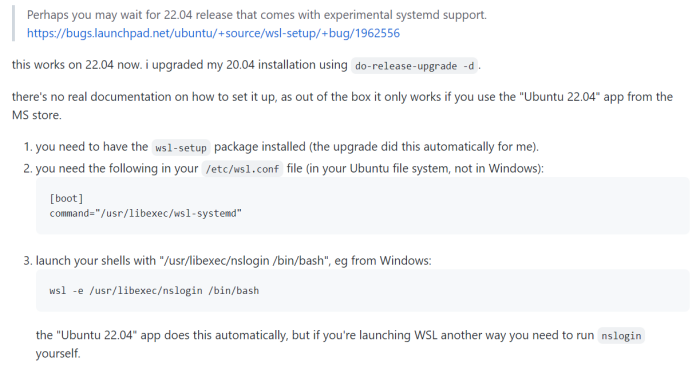 Perhaps you may wait for 22.04 release that comes with experimental systemd support.
https://bugs.launchpad.net/ubuntu/+source/wsl-setup/+bug/1962556
this works on 22.04 now. i upgraded my 20.04 installation using do-release-upgrade -d.
there's no real documentation on how to set it up, as out of the box it only works if you use the "Ubuntu 22.04" app from the
MS store.
1. you need to have the wsl-setup package installed (the upgrade did this automatically for me).
2. you need the following in your /etc/wsl.conf file (in your Ubuntu file system, not in Windows):
[boot]
command="/usr/libexec/wsl-systemd"
3. launch your shells with "/usr/libexec/nslogin /bin/bash", eg from Windows:
wsl -e /usr/libexec/nslogin /bin/bash
the "Ubuntu 22.04" app does this automatically, but if you're launching WSL another way you need to run nslogin
yourself.